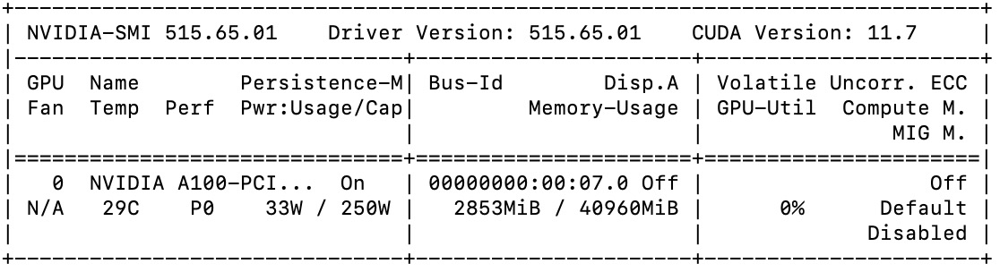 +-----------------------------------------------------------------------------+
| NVIDIA-SMI 515.65.01    Driver Version: 515.65.01    CUDA Version: 11.7     |
|-------------------------------+----------------------+----------------------+
| GPU  Name        Persistence-M| Bus-Id        Disp.A | Volatile Uncorr. ECC |
| Fan  Temp  Perf  Pwr:Usage/Cap|         Memory-Usage | GPU-Util  Compute M. |
|                               |                      |               MIG M. |
|===============================+======================+======================|
|   0  NVIDIA A100-PCI...  On   | 00000000:00:07.0 Off |                  Off |
| N/A   29C    P0    33W / 250W |   2853MiB / 40960MiB |      0%      Default |
|                               |                      |             Disabled |
+-------------------------------+----------------------+----------------------+